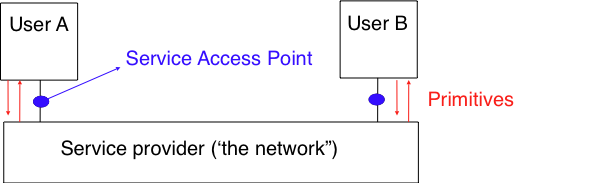 User A
User B
Service Access Point
Primitives
Service provider (‘the network”)